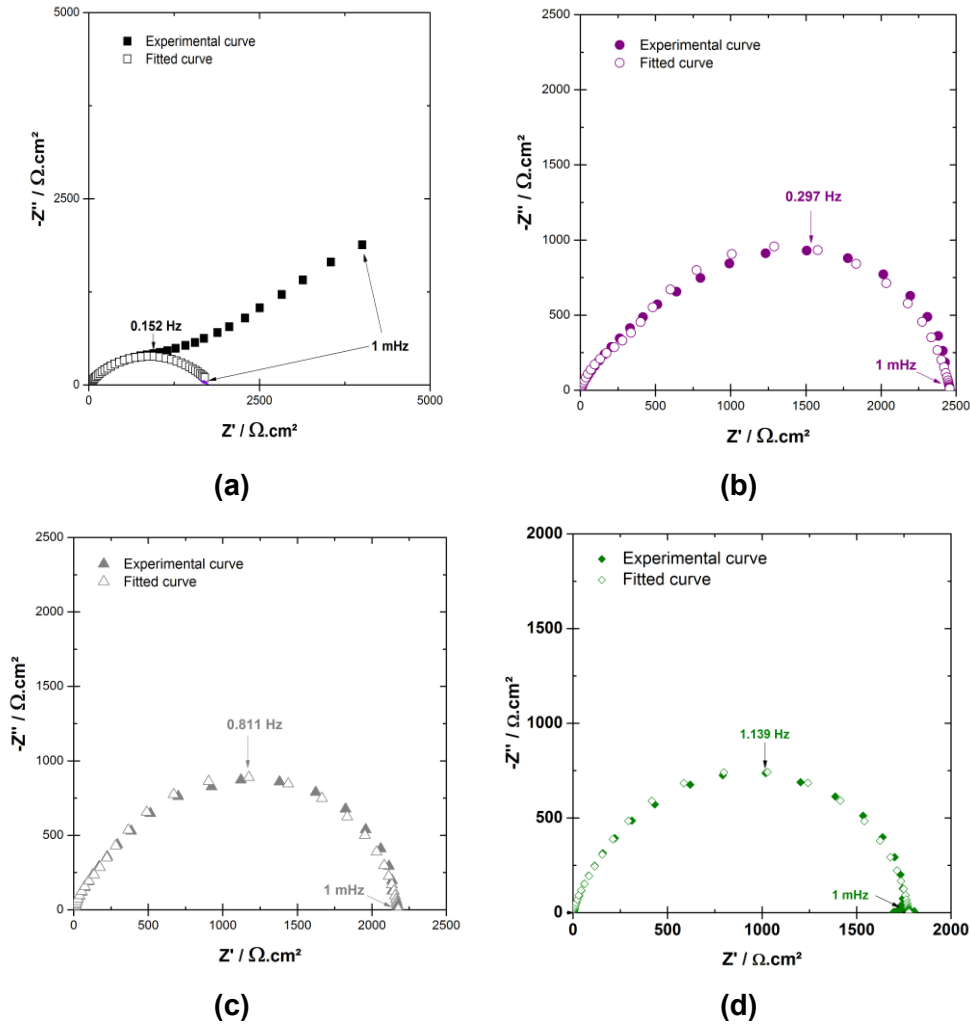 5000
2500
0
-Z'' / Ω.cm²
Experimental curve
Fitted curve
0.152 Hz
1 mHz
0
2500
5000
Z' / Ω.cm²
(a)
2500
2000
1500
1000
500
0
-Z'' / Ω.cm²
Experimental curve
Fitted curve
0.297 Hz
1 mHz
0
500
1000
1500
2000
2500
Z' / Ω.cm²
(b)
2500
2000
1500
1000
500
0
-Z'' / Ω.cm²
Experimental curve
Fitted curve
0.811 Hz
1 mHz
0
500
1000
1500
2000
2500
Z' / Ω.cm²
(c)
2000
1500
1000
500
0
-Z'' / Ω.cm²
Experimental curve
Fitted curve
1.139 Hz
1 mHz
0
500
1000
1500
2000
Z' / Ω.cm²
(d)